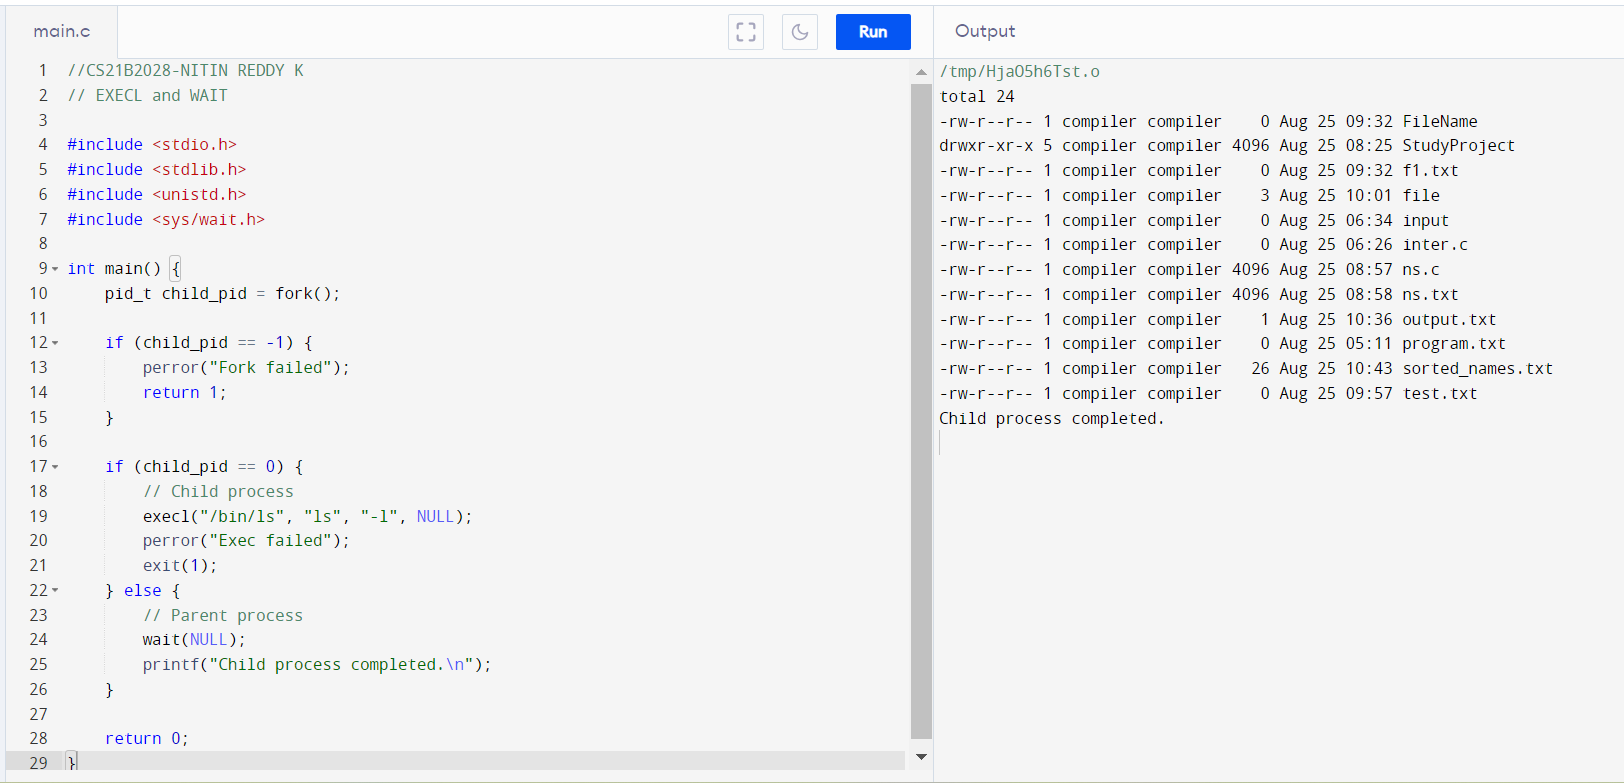 main.c
Run
Output
1 //CS21B2028-NITIN REDDY K
2 // EXECL and WAIT
3
4 #include <stdio.h>
5 #include <stdlib.h>
6 #include <unistd.h>
7 #include <sys/wait.h>
8
9 int main() {
10     pid_t child_pid = fork();
11
12     if (child_pid == -1) {
13         perror("Fork failed");
14         return 1;
15     }
16
17     if (child_pid == 0) {
18         // Child process
19         execl("/bin/ls", "ls", "-l", NULL);
20         perror("Exec failed");
21         exit(1);
22     } else {
23         // Parent process
24         wait(NULL);
25         printf("Child process completed.\n");
26     }
27
28     return 0;
29 }
/tmp/HjaO5h6Tst.o
total 24
-rw-r--r-- 1 compiler compiler    0 Aug 25 09:32 FileName
drwxr-xr-x 5 compiler compiler 4096 Aug 25 08:25 StudyProject
-rw-r--r-- 1 compiler compiler    0 Aug 25 09:32 f1.txt
-rw-r--r-- 1 compiler compiler    3 Aug 25 10:01 file
-rw-r--r-- 1 compiler compiler    0 Aug 25 06:34 input
-rw-r--r-- 1 compiler compiler    0 Aug 25 06:26 inter.c
-rw-r--r-- 1 compiler compiler 4096 Aug 25 08:57 ns.c
-rw-r--r-- 1 compiler compiler 4096 Aug 25 08:58 ns.txt
-rw-r--r-- 1 compiler compiler    1 Aug 25 10:36 output.txt
-rw-r--r-- 1 compiler compiler    0 Aug 25 05:11 program.txt
-rw-r--r-- 1 compiler compiler   26 Aug 25 10:43 sorted_names.txt
-rw-r--r-- 1 compiler compiler    0 Aug 25 09:57 test.txt
Child process completed.